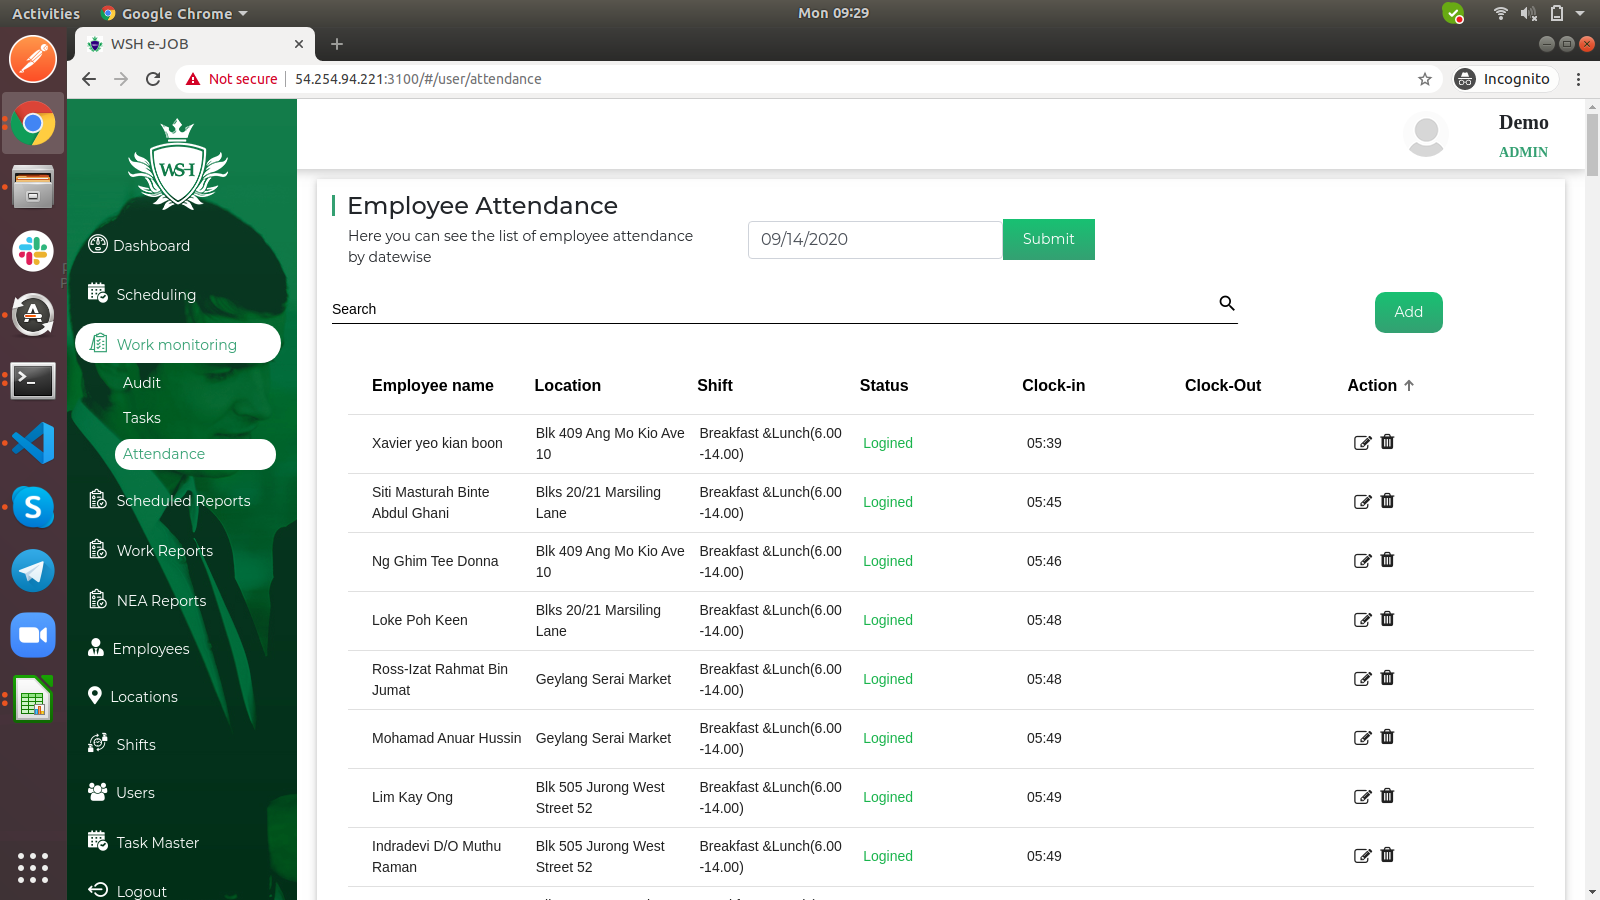 Activities
Google Chrome
Mon 09:29
WSH e-JOB
Not secure
54.254.94.221:3100/#/user/attendance
Incognito
WSH
Demo
ADMIN
Dashboard
Scheduling
Work monitoring
Audit
Tasks
Attendance
Scheduled Reports
Work Reports
NEA Reports
Employees
Locations
Shifts
Users
Task Master
Logout
Employee Attendance
Here you can see the list of employee attendance
by datewise
09/14/2020
Submit
Search
Add
Employee name Location Shift Status Clock-in Clock-Out Action
Xavier yeo kian boon Blk 409 Ang Mo Kio Ave 10 Breakfast &Lunch(6.00 -14.00) Logined 05:39
Siti Masturah Binte Abdul Ghani Blks 20/21 Marsiling Lane Breakfast &Lunch(6.00 -14.00) Logined 05:45
Ng Ghim Tee Donna Blk 409 Ang Mo Kio Ave 10 Breakfast &Lunch(6.00 -14.00) Logined 05:46
Loke Poh Keen Blks 20/21 Marsiling Lane Breakfast &Lunch(6.00 -14.00) Logined 05:48
Ross-Izat Rahmat Bin Jumat Geylang Serai Market Breakfast &Lunch(6.00 -14.00) Logined 05:48
Mohamad Anuar Hussin Geylang Serai Market Breakfast &Lunch(6.00 -14.00) Logined 05:49
Lim Kay Ong Blk 505 Jurong West Street 52 Breakfast &Lunch(6.00 -14.00) Logined 05:49
Indradevi D/O Muthu Raman Blk 505 Jurong West Street 52 Breakfast &Lunch(6.00 -14.00) Logined 05:49